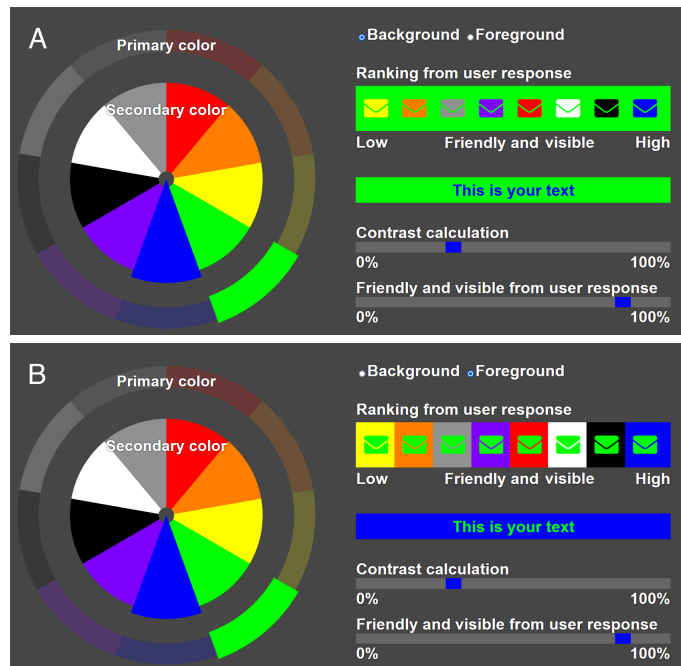 A
Primary color
Secondary color
Background Foreground
Ranking from user response
Low Friendly and visible High
This is your text
Contrast calculation
0% 100%
Friendly and visible from user response
0% 100%
B
Primary color
Secondary color
Background Foreground
Ranking from user response
Low Friendly and visible High
This is your text
Contrast calculation
0% 100%
Friendly and visible from user response
0% 100%